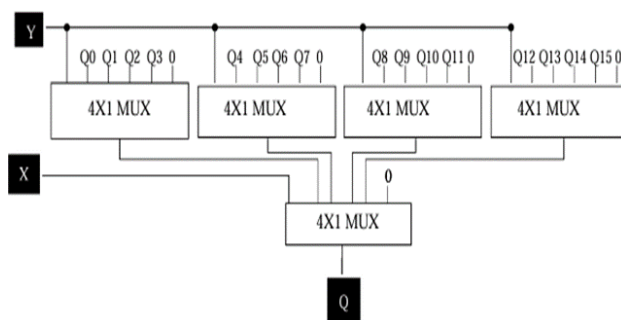 Y
Q0 Q1 Q2 Q3 0
Q4 Q5 Q6 Q7 0
Q8 Q9 Q10 Q11 0
Q12 Q13 Q14 Q15 0
4X1 MUX
4X1 MUX
4X1 MUX
4X1 MUX
X
0
4X1 MUX
Q